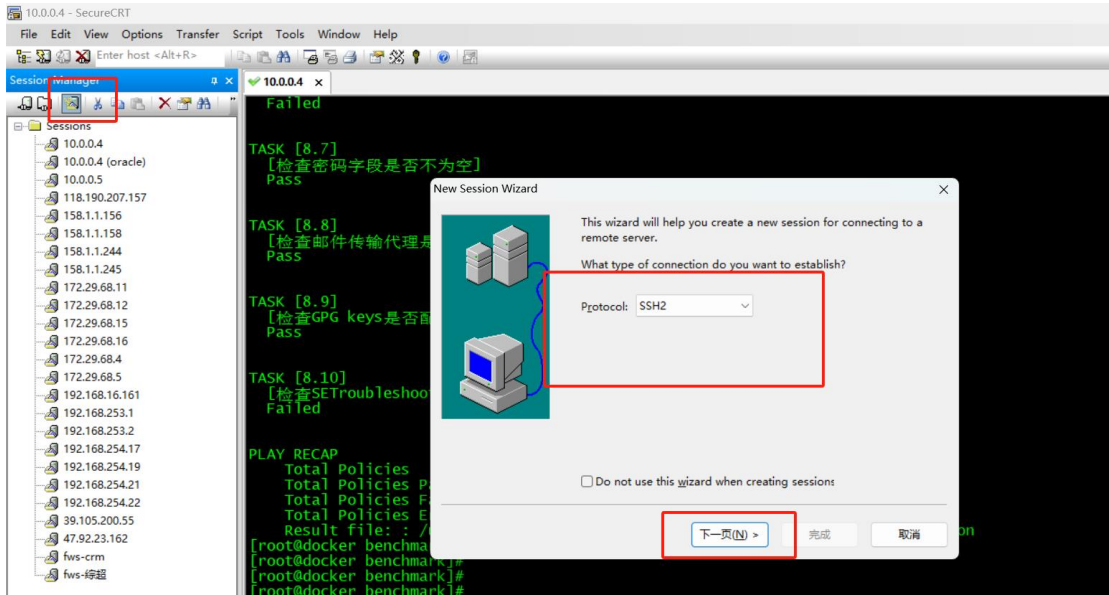 10.0.0.4 - SecureCRT
File Edit View Options Transfer Script Tools Window Help
Enter host <Alt+R>
Session Manager
10.0.0.4
Sessions
10.0.0.4
10.0.0.4 (oracle)
10.0.0.5
118.190.207.157
158.1.1.156
158.1.1.158
158.1.1.244
158.1.1.245
172.29.68.11
172.29.68.12
172.29.68.15
172.29.68.16
172.29.68.4
172.29.68.5
192.168.16.161
192.168.253.1
192.168.253.2
192.168.254.17
192.168.254.19
192.168.254.21
192.168.254.22
39.105.200.55
47.92.23.162
fws-crm
fws-综超
Failed
TASK [8.7]
[检查密码字段是否不为空]
Pass
TASK [8.8]
[检查邮件传输代理是
Pass
TASK [8.9]
[检查GPG keys是否
Pass
TASK [8.10]
[检查SETroubleshoo
Failed
PLAY RECAP
Total Policies
Total Policies P
Total Policies F
Total Policies E
Result file: : /
on
[root@docker benchma
[root@docker benchmark]#
[root@docker benchmark]#
[root@docker benchmark]#
New Session Wizard
This wizard will help you create a new session for connecting to a
remote server.
What type of connection do you want to establish?
Protocol: SSH2
Do not use this wizard when creating sessions
下一页(N) > 完成 取消